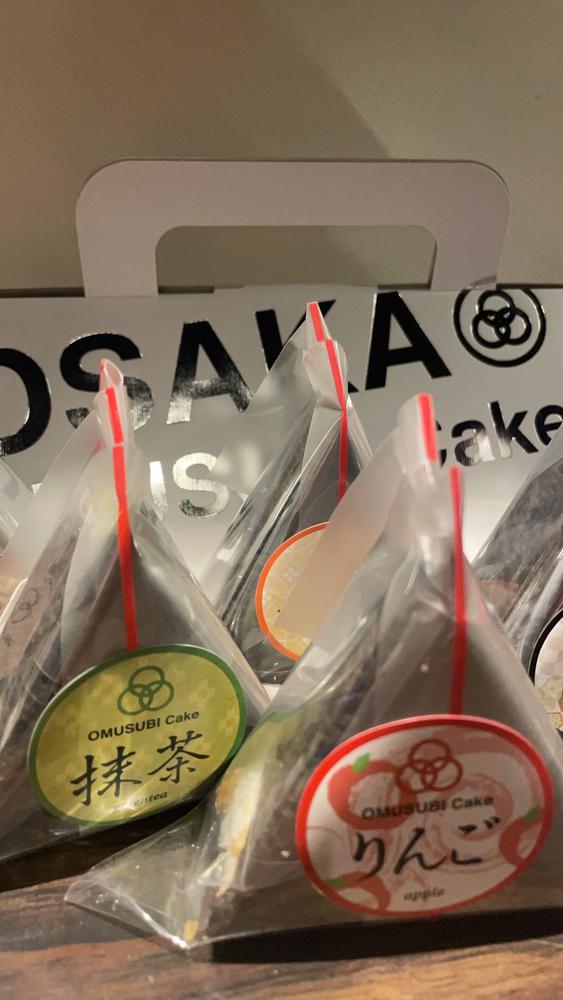 OSAKA
Cake
OMUSUBI Cake
抹茶
OMUSUBI Cake
りんご
apple